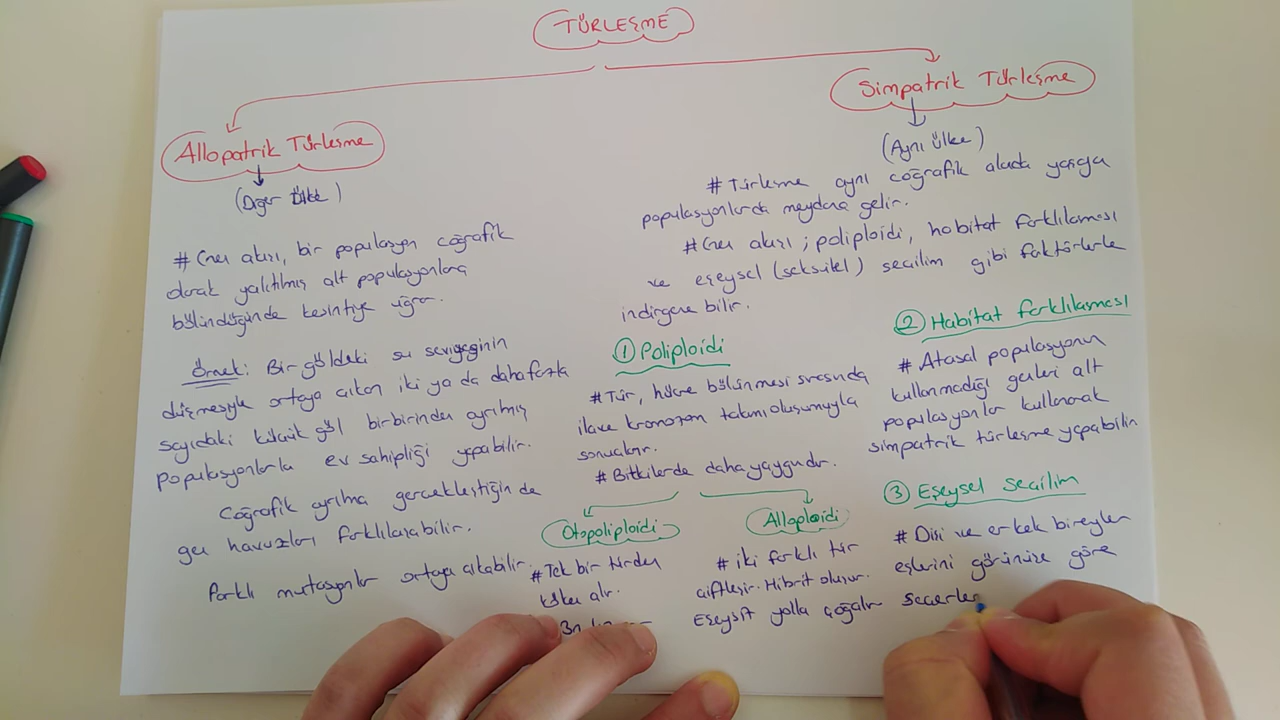 TÜRLEŞME
Allopatrik Türleşme
(Diğer Ülke)
# Gen akışı, bir populasyon coğrafik
olarak yalıtılmış alt populasyonlara
bölündüğünde kesintiye uğrar.
Örnek: Bir göldeki su seviyesinin
düşmesiyle ortaya çıkan iki ya da daha fazla
sayıdaki küçük göl birbirinden ayrılmış
populasyonlarla ev sahipliği yapabilir.
Coğrafik ayrılma gerçekleştiğinde
gen havuzları farklılaşabilir.
Farklı mutasyonlar ortaya çıkabilir.
Simpatrik Türleşme
(Aynı Ülke)
# Türleşme aynı coğrafik alanda yaşayan
populasyonlarda meydana gelir.
# Gen akışı; poliploidi, habitat farklılaşması
ve eşeysel (seksüel) seçilim gibi faktörlerle
indirgene bilir.
① Poliploidi
# Tür, hücre bölünmesi sırasında
ilave kromozom takımı oluşumuyla
sonuçlanır.
# Bitkilerde daha yaygındır.
Otopoliploidi
# Tek bir türden
köken alır.
Alloploidi
# iki farklı tür
çiftleşir. Hibrit oluşur.
Eşeysiz yolla çoğalır
② Habitat farklılaşması
# Atasal populasyonun
kullanmadığı yerleri alt
populasyonlar kullanarak
simpatrik türleşme yapabilir.
③ Eşeysel seçilim
# Dişi ve erkek bireyler
eşlerini görünüşe göre
seçerler